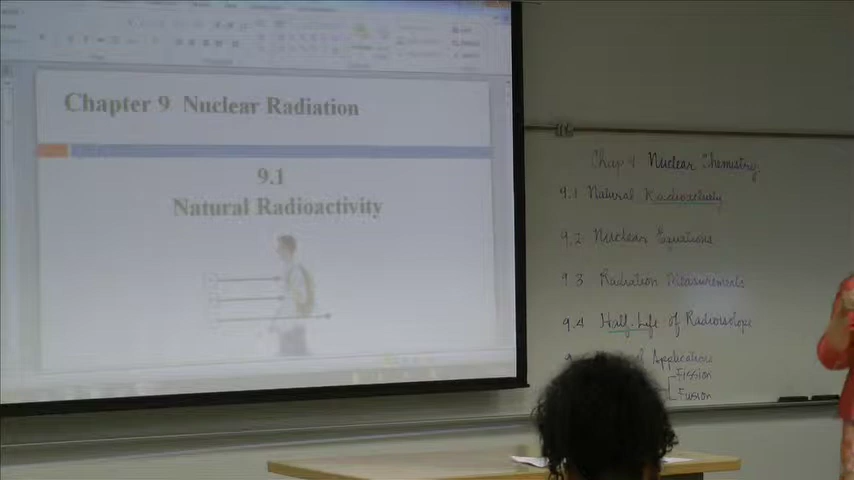 Chapter 9 Nuclear Radiation
9.1
Natural Radioactivity
Chap 9 Nuclear Chemistry
9.1 Natural Radioactivity
9.2 Nuclear Equations
9.3 Radiation Measurements
9.4 Half-Life of Radioisotope
Applications
Fission
Fusion